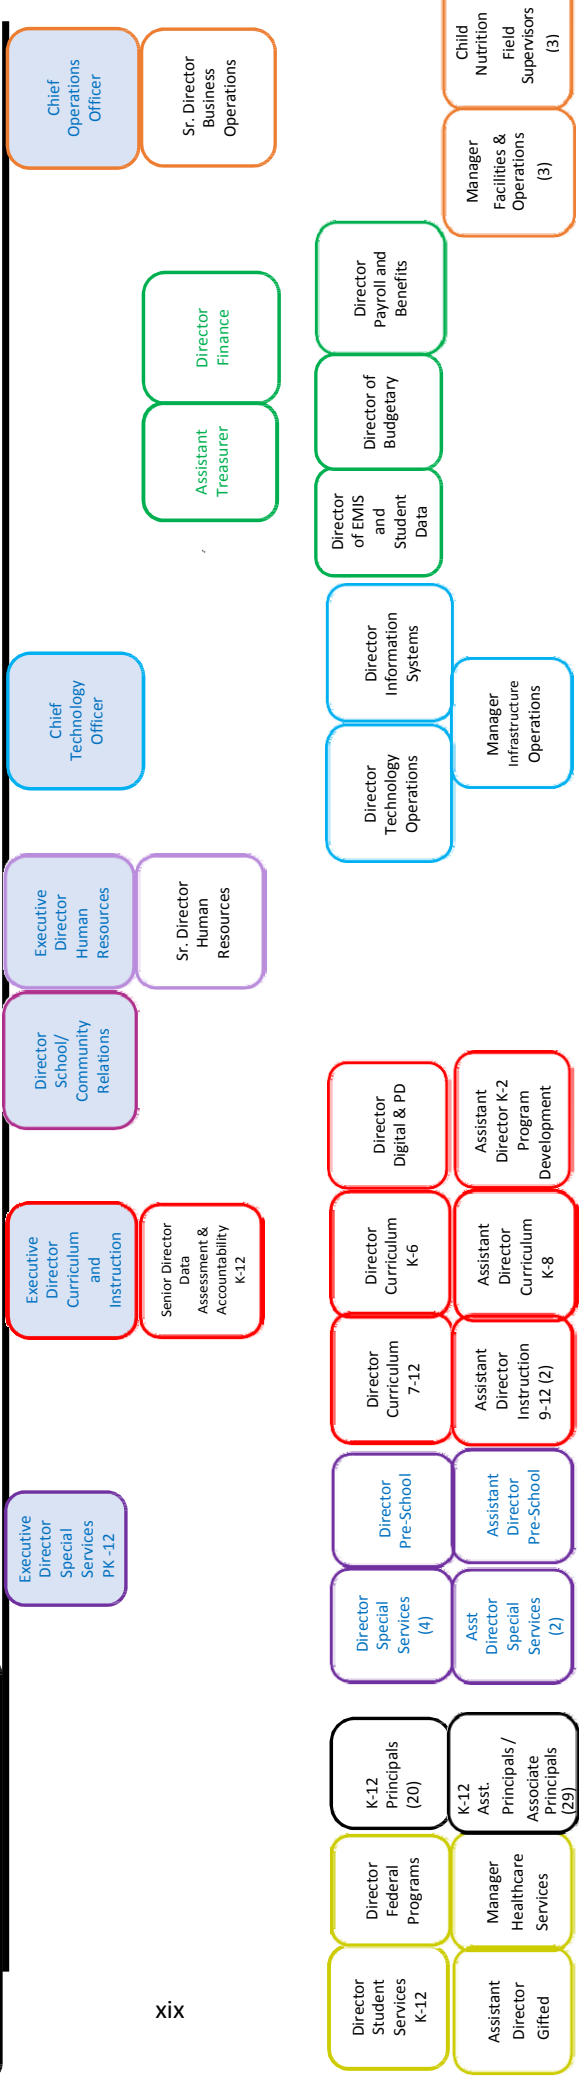 Executive
Director
Special
Services
PK -12
Executive
Director
Curriculum
and
Instruction
Director
School/
Community
Relations
Executive
Director
Human
Resources
Chief
Technology
Officer
Chief
Operations
Officer
Senior Director
Data
Assessment &
Accountability
K-12
Sr. Director
Human
Resources
Assistant
Treasurer
Director
Finance
Sr. Director
Business
Operations
Director
Student
Services
K-12
Director
Federal
Programs
K-12
Principals
(20)
Director
Special
Services
(4)
Director
Pre-School
Director
Curriculum
7-12
Director
Curriculum
K-6
Director
Digital & PD
Director
Technology
Operations
Director
Information
Systems
Director
of EMIS
and
Student
Data
Director of
Budgetary
Director
Payroll and
Benefits
Assistant
Director
Gifted
Manager
Healthcare
Services
K-12
Asst.
Principals /
Associate
Principals
(29)
Asst
Director
Special
Services
(2)
Assistant
Director
Pre-School
Assistant
Director
Instruction
9-12 (2)
Assistant
Director
Curriculum
K-8
Assistant
Director K-2
Program
Development
Manager
Infrastructure
Operations
Manager
Facilities &
Operations
(3)
Child
Nutrition
Field
Supervisors
(3)
xix